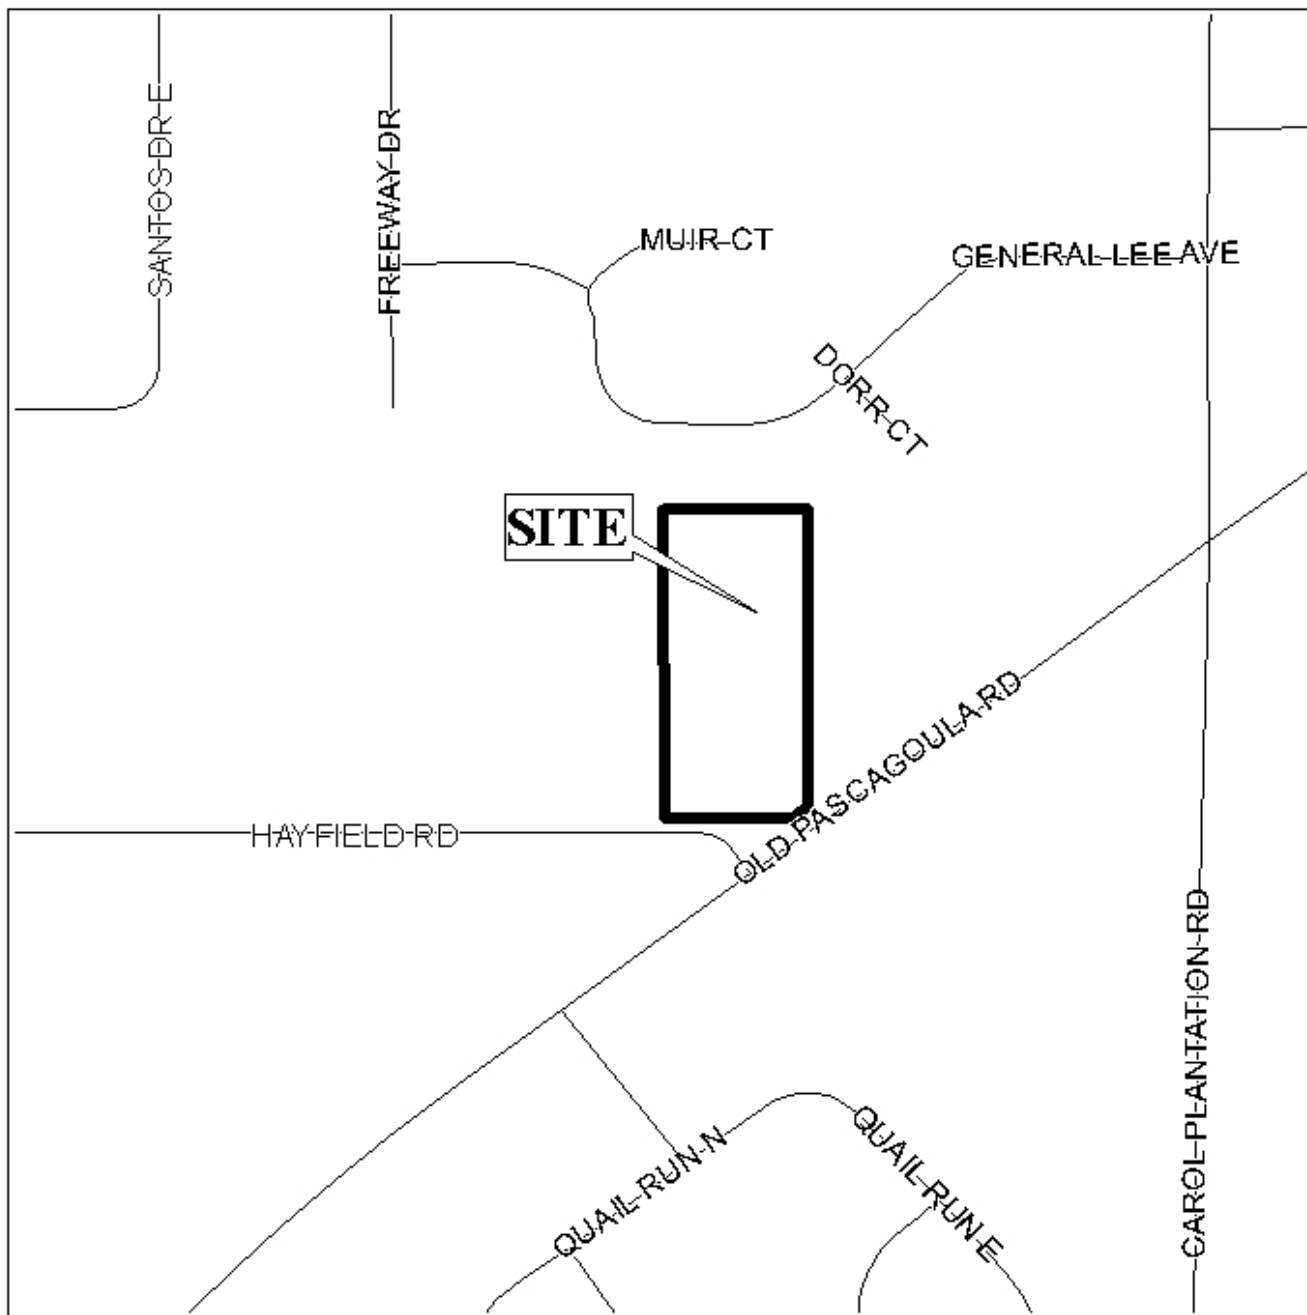 SANTOS DR E
FREEWAY DR
MUIR CT
GENERAL LEE AVE
DORR CT
SITE
OLD PASCAGOULA RD
HAYFIELD RD
CAROL PLANTATION RD
QUAIL RUN N
QUAIL RUN E